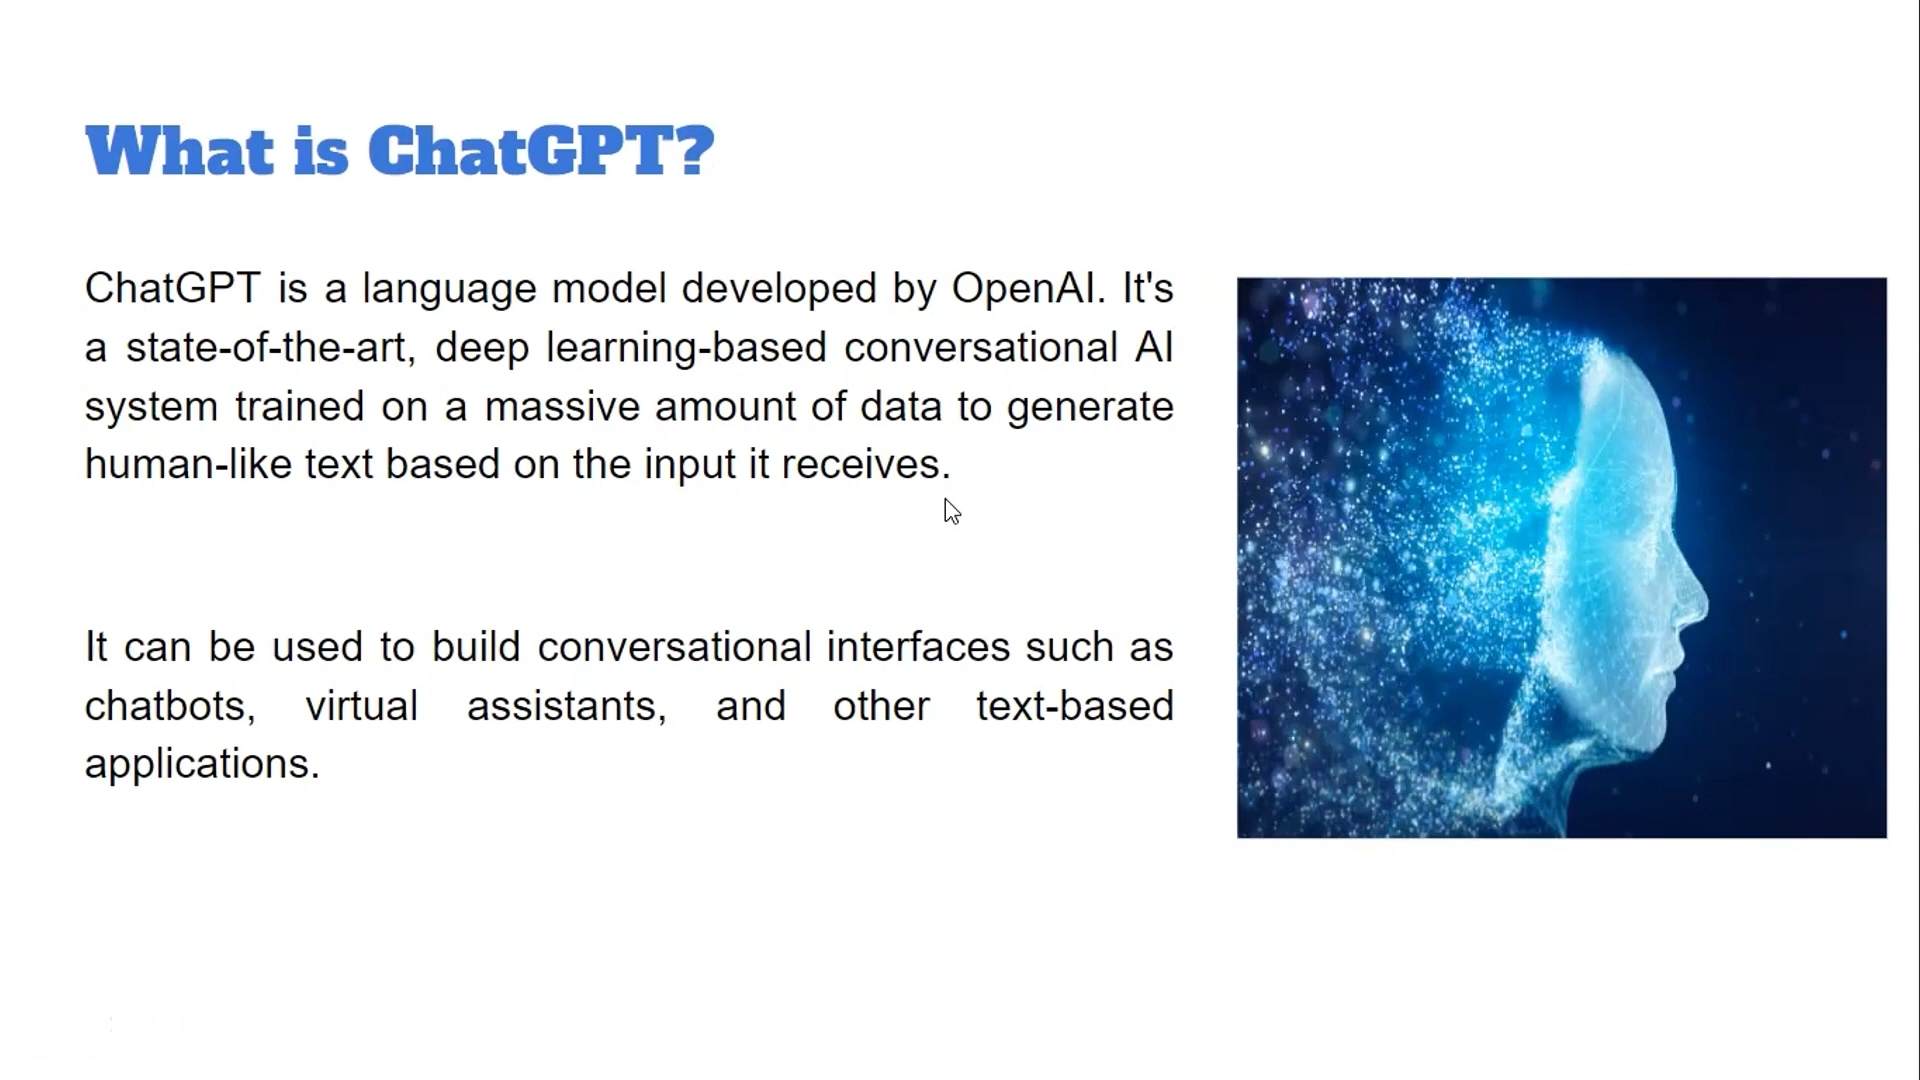 What is ChatGPT?
ChatGPT is a language model developed by OpenAI. It's
a state-of-the-art, deep learning-based conversational AI
system trained on a massive amount of data to generate
human-like text based on the input it receives.
It can be used to build conversational interfaces such as
chatbots, virtual assistants, and other text-based
applications.